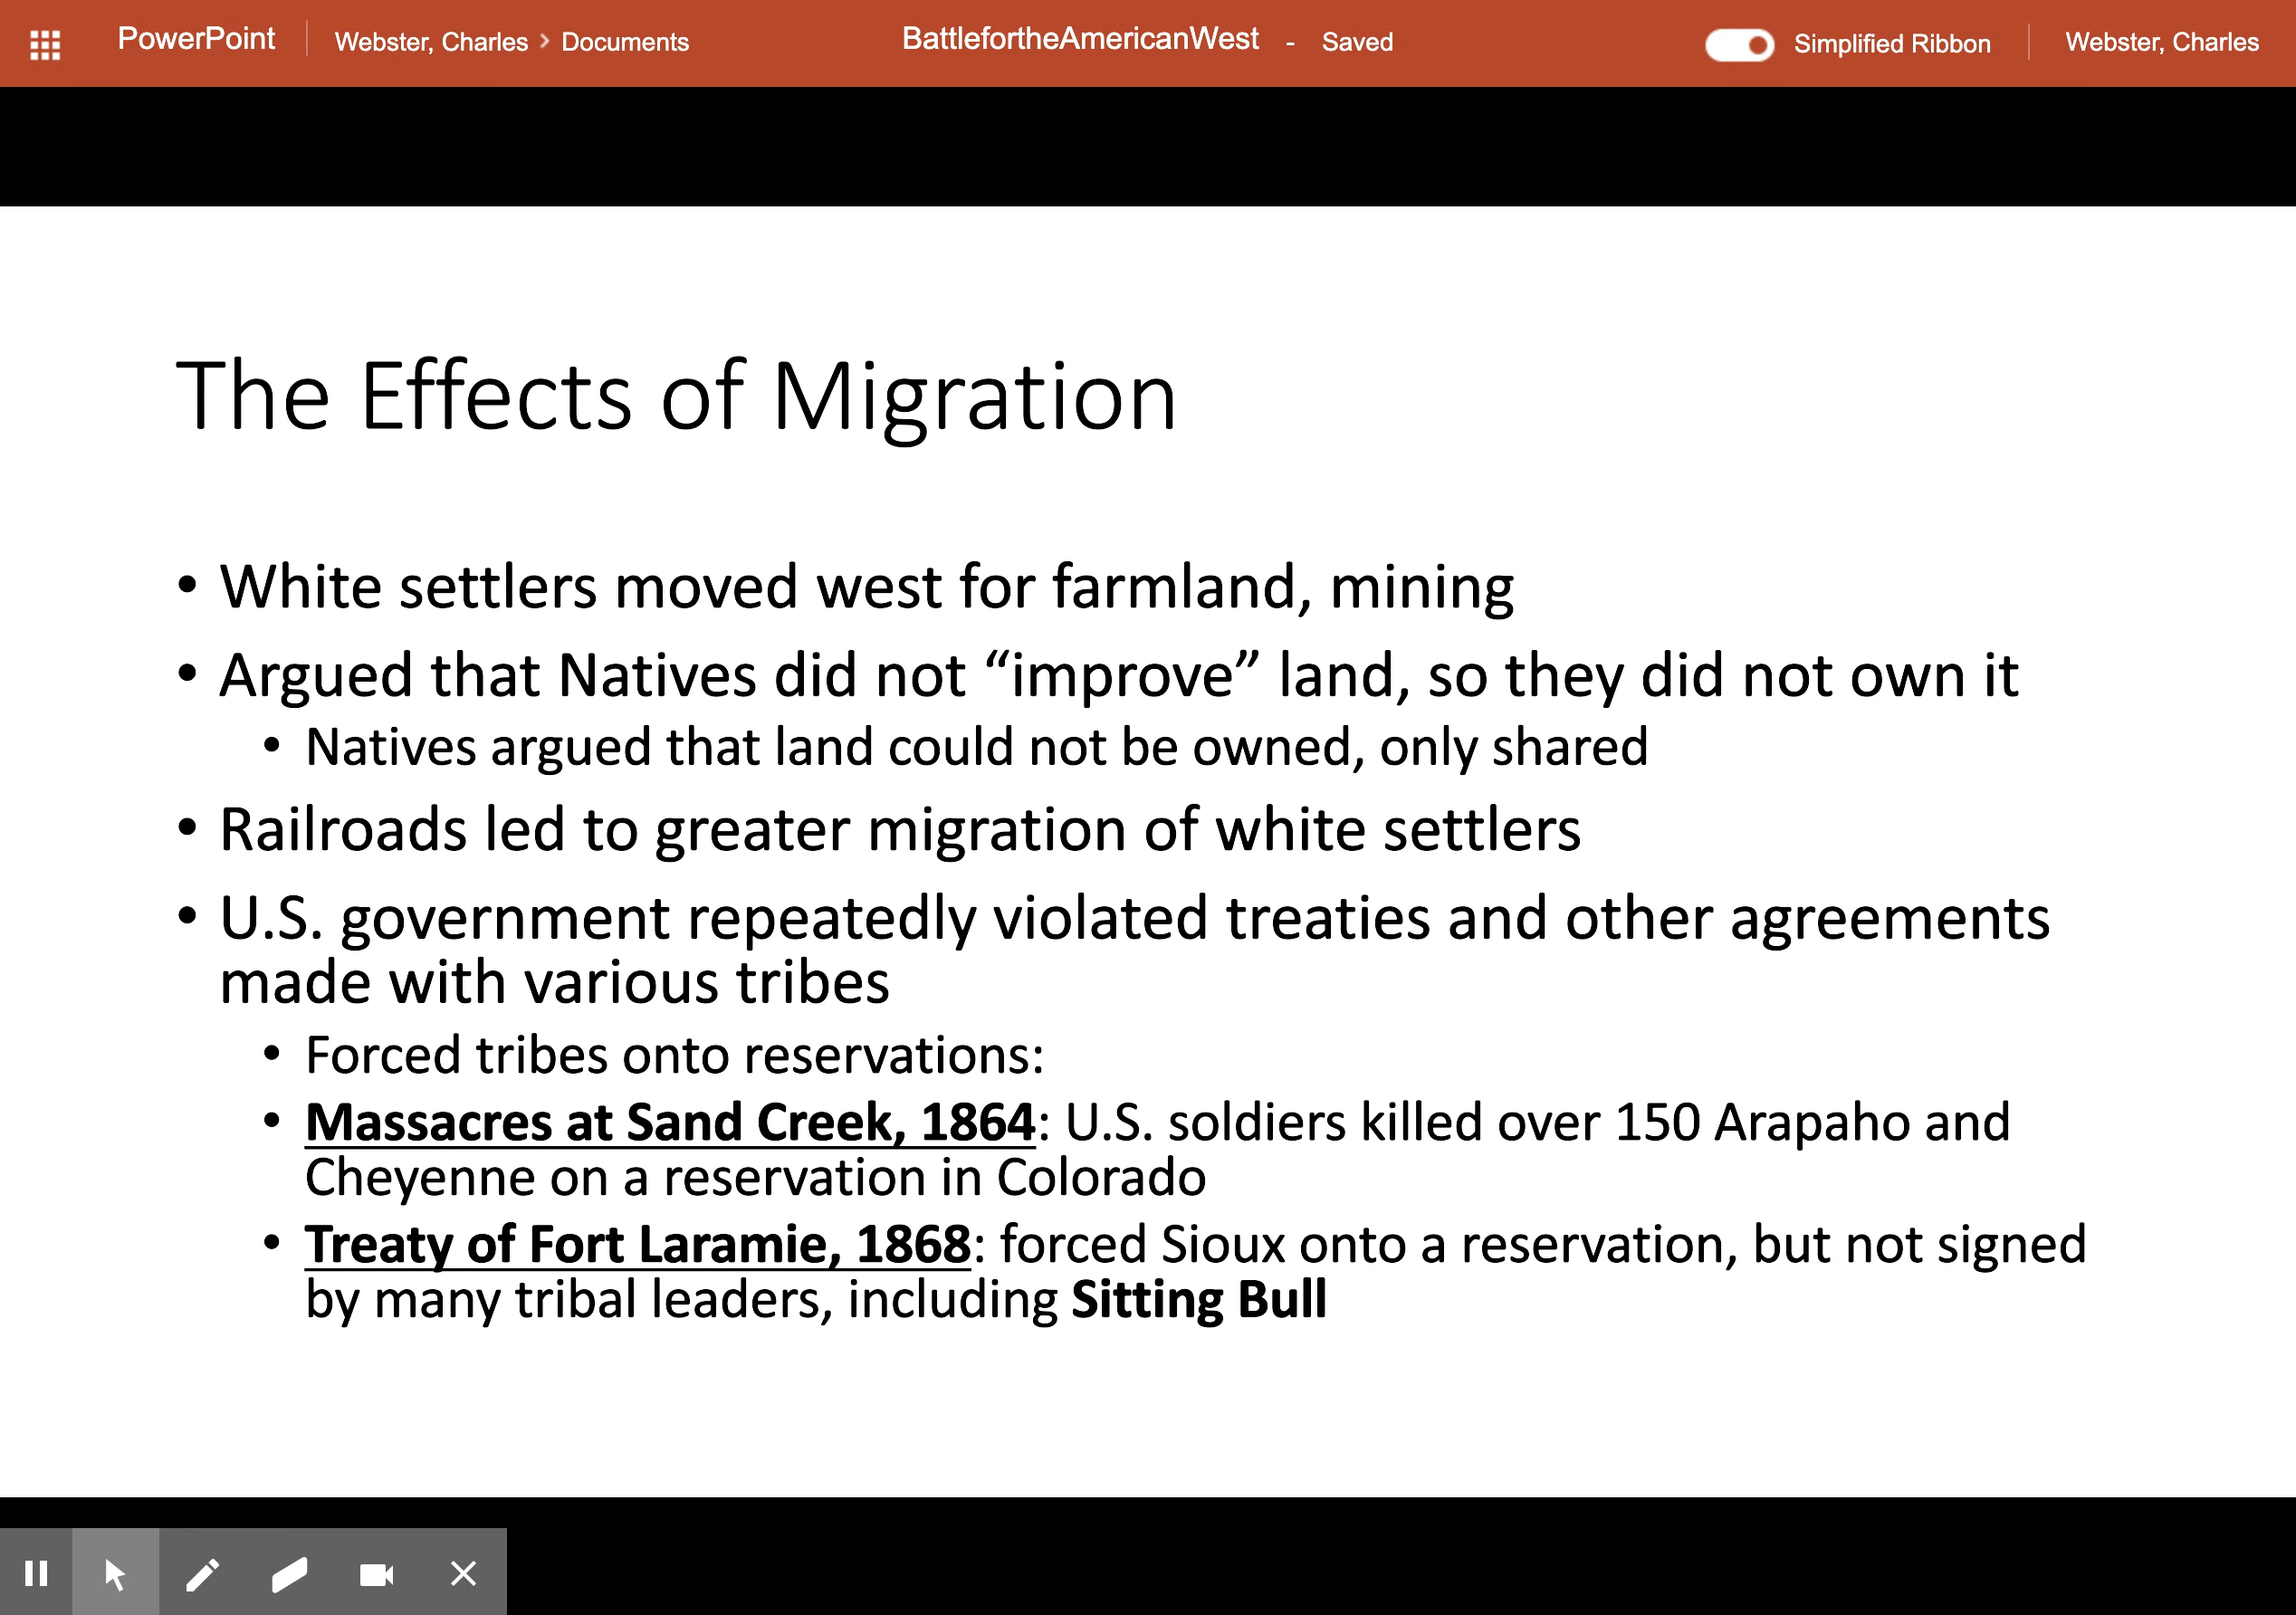 PowerPoint Webster, Charles > Documents BattlefortheAmericanWest - Saved Simplified Ribbon Webster, Charles
The Effects of Migration
• White settlers moved west for farmland, mining
• Argued that Natives did not “improve” land, so they did not own it
• Natives argued that land could not be owned, only shared
• Railroads led to greater migration of white settlers
• U.S. government repeatedly violated treaties and other agreements
made with various tribes
• Forced tribes onto reservations:
• Massacres at Sand Creek, 1864: U.S. soldiers killed over 150 Arapaho and
Cheyenne on a reservation in Colorado
• Treaty of Fort Laramie, 1868: forced Sioux onto a reservation, but not signed
by many tribal leaders, including Sitting Bull